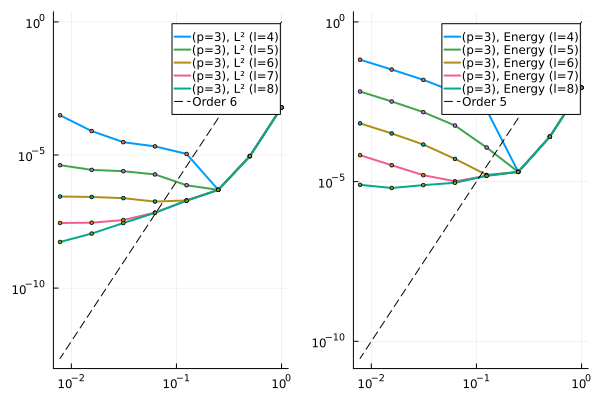 10⁰
10⁻⁵
10⁻¹⁰
10⁻² 10⁻¹ 10⁰
(p=3), L² (l=4)
(p=3), L² (l=5)
(p=3), L² (l=6)
(p=3), L² (l=7)
(p=3), L² (l=8)
Order 6
10⁰
10⁻⁵
10⁻¹⁰
10⁻² 10⁻¹ 10⁰
(p=3), Energy (l=4)
(p=3), Energy (l=5)
(p=3), Energy (l=6)
(p=3), Energy (l=7)
(p=3), Energy (l=8)
Order 5